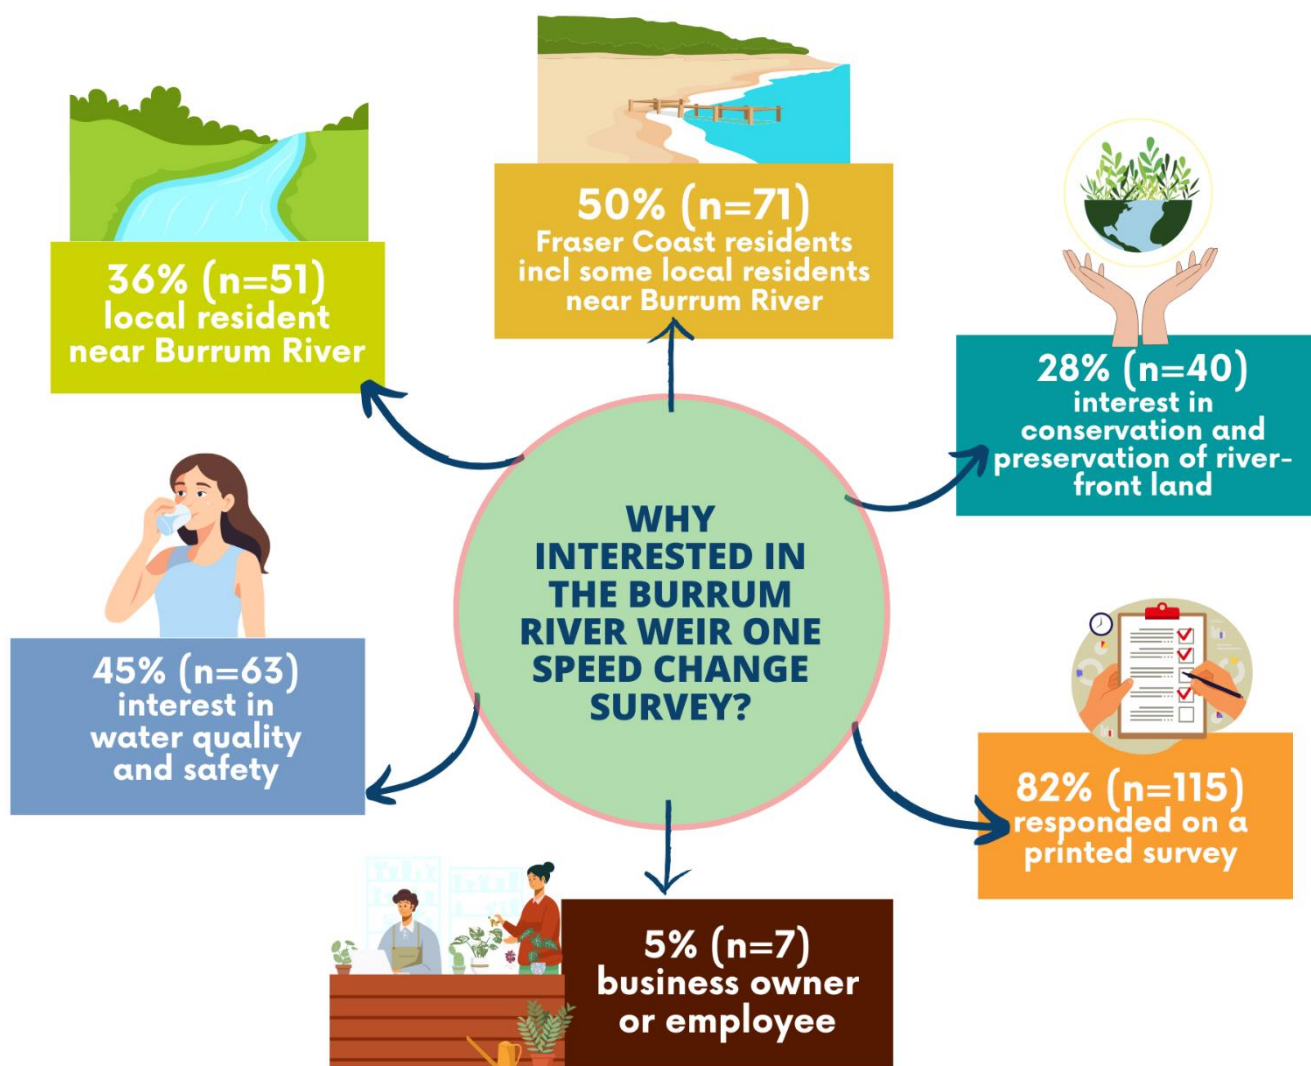 50% (n=71)
Fraser Coast residents
incl some local residents
near Burrum River
36% (n=51)
local resident
near Burrum River
28% (n=40)
interest in
conservation and
preservation of river-
front land
WHY
INTERESTED IN
THE BURRUM
RIVER WEIR ONE
SPEED CHANGE
SURVEY?
45% (n=63)
interest in
water quality
and safety
82% (n=115)
responded on a
printed survey
5% (n=7)
business owner
or employee